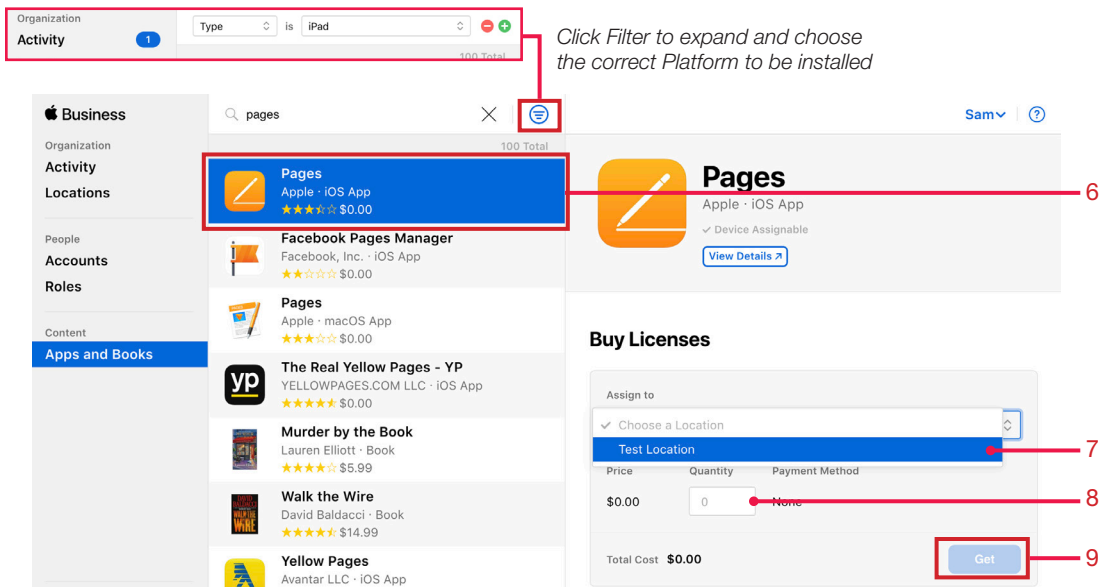 Organization
Activity 1
Type is iPad
100 Total
Click Filter to expand and choose
the correct Platform to be installed
Business
pages
Sam
?
Organization
Activity
Locations
People
Accounts
Roles
Content
Apps and Books
100 Total
Pages
Apple · iOS App
$0.00
Facebook Pages Manager
Facebook, Inc. · iOS App
$0.00
Pages
Apple · macOS App
$0.00
yp
The Real Yellow Pages - YP
YELLOWPAGES.COM LLC · iOS App
$0.00
Murder by the Book
Lauren Elliott · Book
$5.99
WALK THE
WIRE
Walk the Wire
David Baldacci · Book
$14.99
Yellow Pages
Avantar LLC · iOS App
Pages
Apple · iOS App
✓ Device Assignable
View Details ↗
6
Buy Licenses
Assign to
✓ Choose a Location
Test Location
7
Price Quantity Payment Method
$0.00 0 None
8
Total Cost $0.00
Get
9